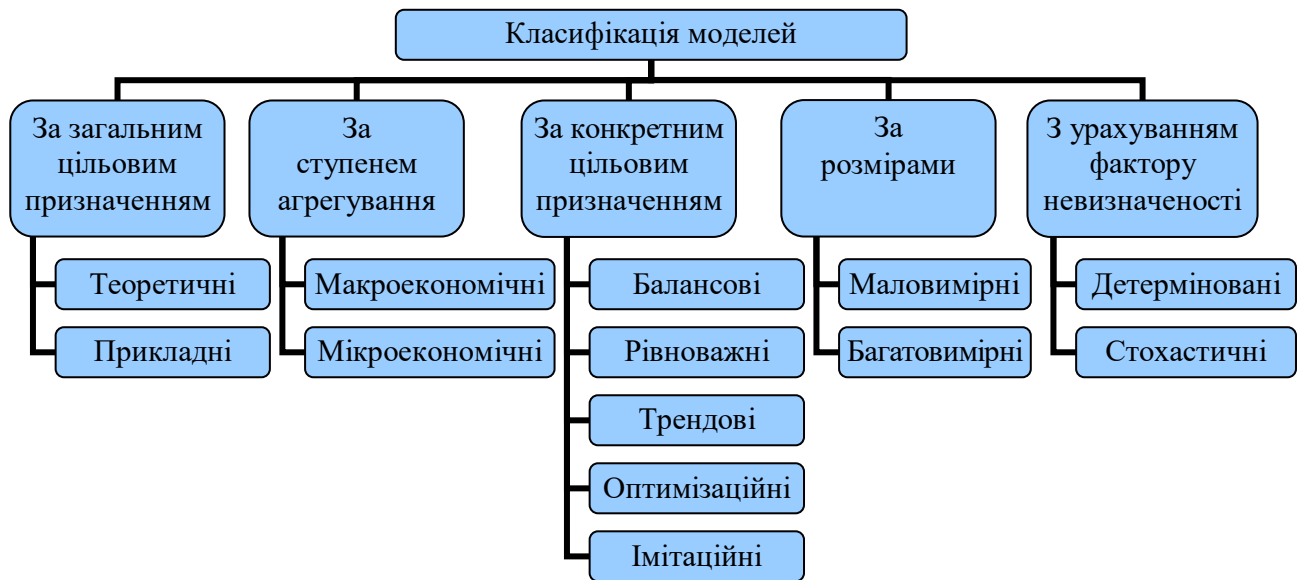 Класифікація моделей
За загальним
цільовим
призначенням
За
ступенем
агрегування
За конкретним
цільовим
призначенням
За
розмірами
З урахуванням
фактору
невизначеності
Теоретичні
Прикладні
Макроекономічні
Мікроекономічні
Балансові
Рівноважні
Трендові
Оптимізаційні
Імітаційні
Маловимірні
Багатовимірні
Детерміновані
Стохастичні